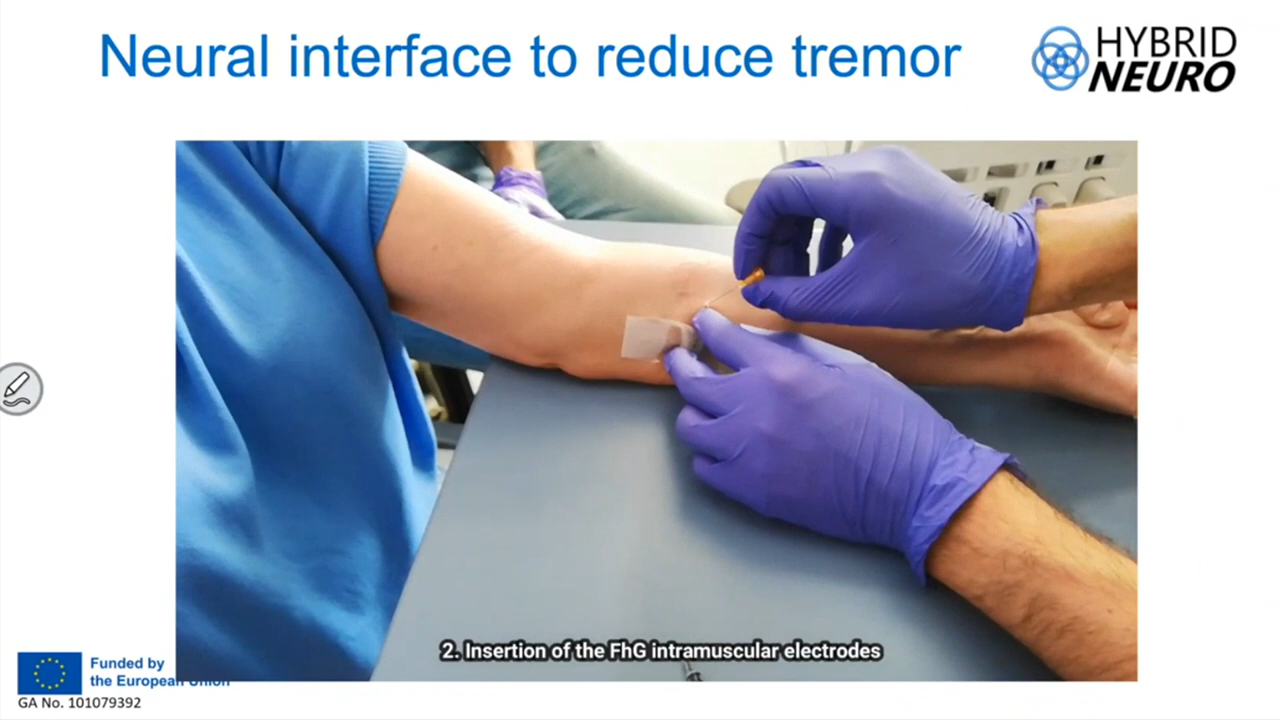 Neural interface to reduce tremor
HYBRID
NEURO
2. Insertion of the FhG intramuscular electrodes
Funded by
the European Union
GA No. 101079392